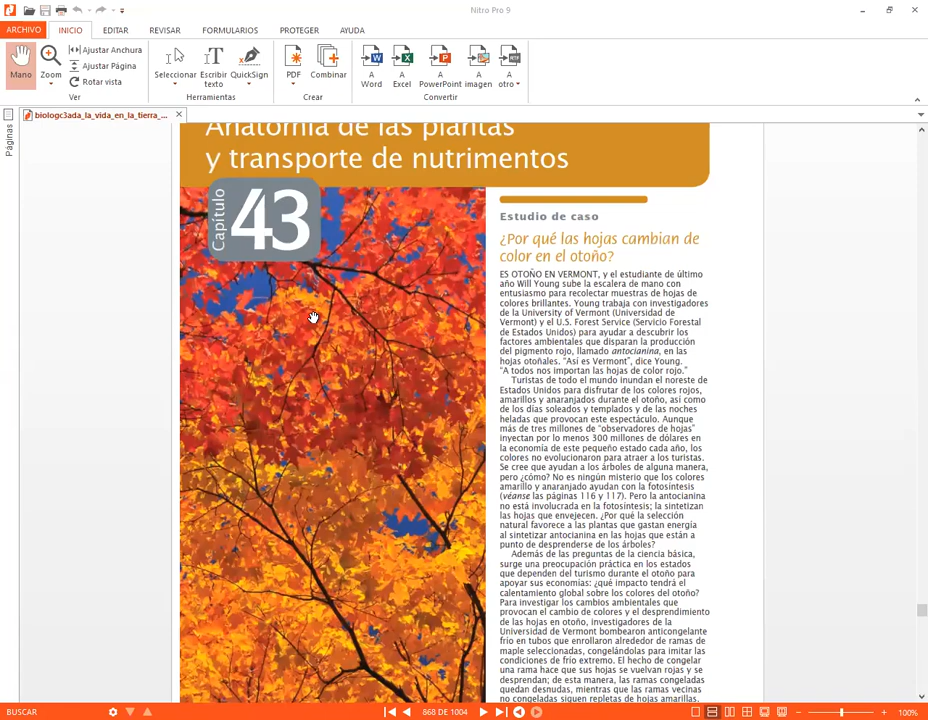 Nitro Pro 9
ARCHIVO INICIO EDITAR REVISAR FORMULARIOS PROTEGER AYUDA
Mano
Zoom
Ajustar Anchura
Ajustar Página
Rotar vista
Ver
Seleccionar
Escribir texto
QuickSign
Herramientas
PDF
Combinar
Crear
A Word
A Excel
A PowerPoint
A imagen
A otro
Convertir
biologc3ada_la_vida_en_la_tierra_...
Páginas
Anatomía de las plantas
y transporte de nutrimentos
Capítulo
43
Estudio de caso
¿Por qué las hojas cambian de
color en el otoño?
ES OTOÑO EN VERMONT, y el estudiante de último
año Will Young sube la escalera de mano con
entusiasmo para recolectar muestras de hojas de
colores brillantes. Young trabaja con investigadores
de la University of Vermont (Universidad de
Vermont) y el U.S. Forest Service (Servicio Forestal
de Estados Unidos) para ayudar a descubrir los
factores ambientales que disparan la producción
del pigmento rojo, llamado antocianina, en las
hojas otoñales. “Así es Vermont”, dice Young.
“A todos nos importan las hojas de color rojo.”
Turistas de todo el mundo inundan el noreste de
Estados Unidos para disfrutar de los colores rojos,
amarillos y anaranjados durante el otoño, así como
de los días soleados y templados y de las noches
heladas que provocan este espectáculo. Aunque
más de tres millones de “observadores de hojas”
inyectan por lo menos 300 millones de dólares en
la economía de este pequeño estado cada año, los
colores no evolucionaron para atraer a los turistas.
Se cree que ayudan a los árboles de alguna manera,
pero ¿cómo? No es ningún misterio que los colores
amarillo y anaranjado ayudan con la fotosíntesis
(véanse las páginas 116 y 117). Pero la antocianina
no está involucrada en la fotosíntesis; la sintetizan
las hojas que envejecen. ¿Por qué la selección
natural favorece a las plantas que gastan energía
al sintetizar antocianina en las hojas que están a
punto de desprenderse de los árboles?
Además de las preguntas de la ciencia básica,
surge una preocupación práctica en los estados
que dependen del turismo durante el otoño para
apoyar sus economías: ¿qué impacto tendrá el
calentamiento global sobre los colores del otoño?
Para investigar los cambios ambientales que
provocan el cambio de colores y el desprendimiento
de las hojas en otoño, investigadores de la
Universidad de Vermont bombearon anticongelante
frío en tubos que enrollaron alrededor de ramas de
maple seleccionadas, congelándolas para imitar las
condiciones de frío extremo. El hecho de congelar
una rama hace que sus hojas se vuelvan rojas y se
desprendan; de esta manera, las ramas congeladas
quedan desnudas, mientras que las ramas vecinas
no congeladas siguen repletas de hojas amarillas,
BUSCAR
868 DE 1004
100%